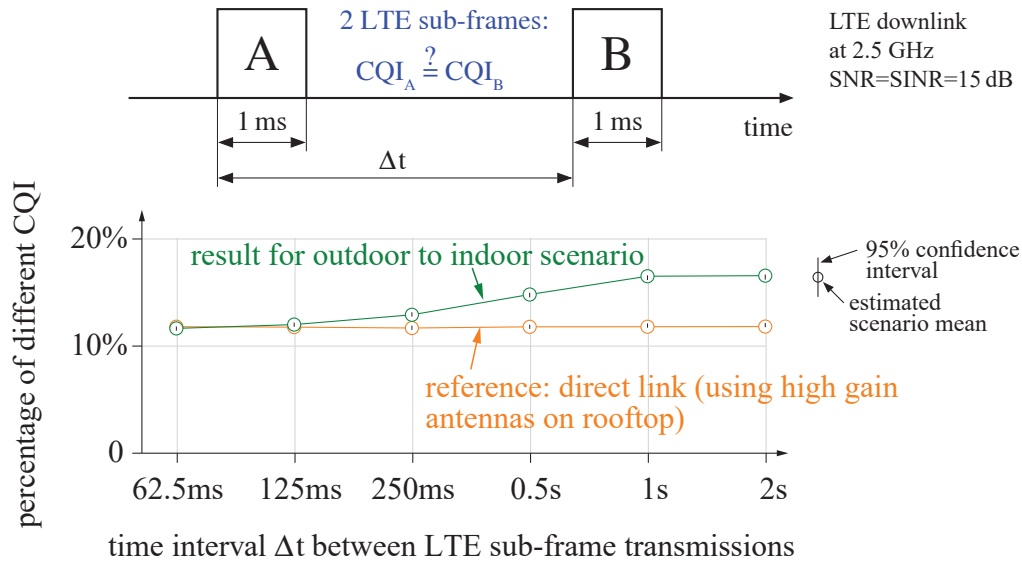 A
2 LTE sub-frames:
?
CQI_A = CQI_B
B
LTE downlink
at 2.5 GHz
SNR=SINR=15 dB
1 ms
1 ms
time
Δt
percentage of different CQI
20%
10%
0
result for outdoor to indoor scenario
reference: direct link (using high gain
antennas on rooftop)
95% confidence
interval
estimated
scenario mean
62.5ms
125ms
250ms
0.5s
1s
2s
time interval Δt between LTE sub-frame transmissions